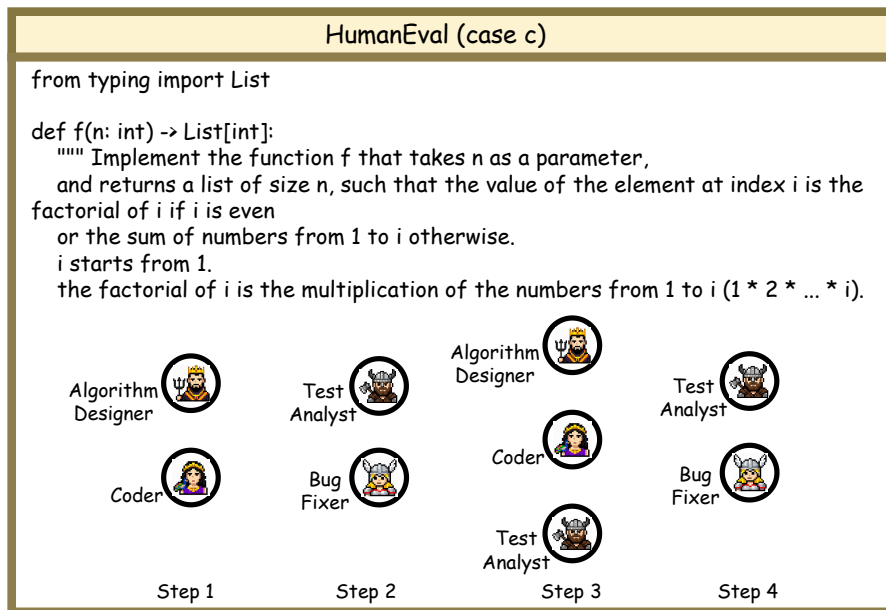 HumanEval (case c)
from typing import List
def f(n: int) -> List[int]:
""" Implement the function f that takes n as a parameter,
and returns a list of size n, such that the value of the element at index i is the
factorial of i if i is even
or the sum of numbers from 1 to i otherwise.
i starts from 1.
the factorial of i is the multiplication of the numbers from 1 to i (1 * 2 * ... * i).
Algorithm
Designer
Coder
Step 1
Test
Analyst
Bug
Fixer
Step 2
Algorithm
Designer
Coder
Test
Analyst
Step 3
Test
Analyst
Bug
Fixer
Step 4